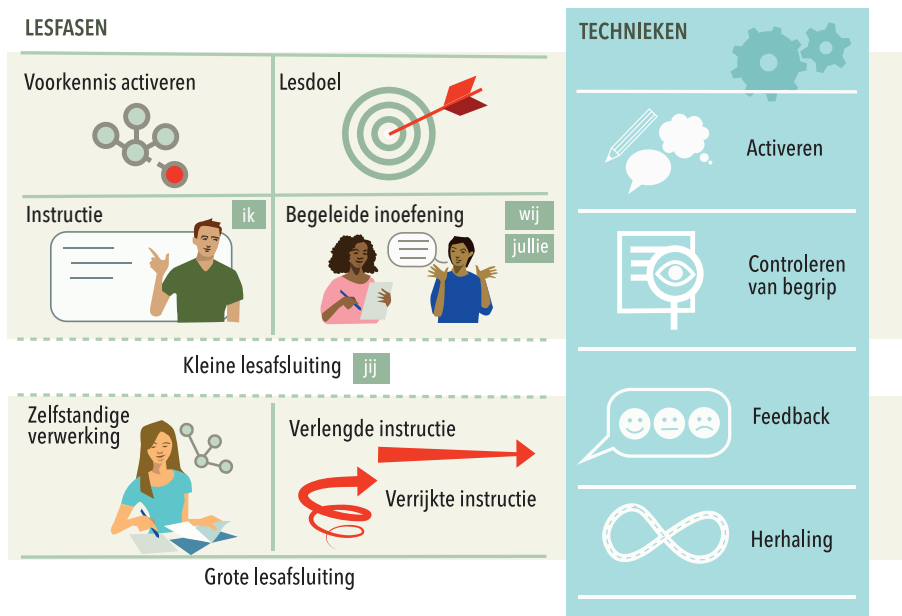 LESFASEN
Voorkennis activeren
Lesdoel
Instructie
ik
Begeleide inoefening
wij
jullie
Kleine lesafsluiting
jij
Zelfstandige
verwerking
Verlengde instructie
Verrijkte instructie
Grote lesafsluiting
TECHNIEKEN
Activeren
Controleren
van begrip
Feedback
Herhaling